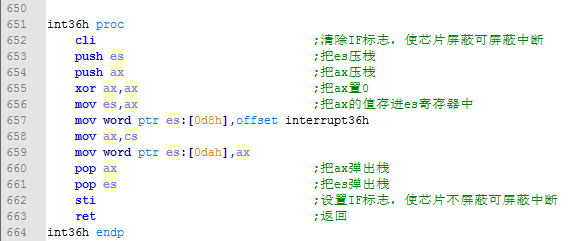 650
651 int36h proc
652 cli ;清除IF标志，使芯片屏蔽可屏蔽中断
653 push es ;把es压栈
654 push ax ;把ax压栈
655 xor ax,ax ;把ax置0
656 mov es,ax ;把ax的值存进es寄存器中
657 mov word ptr es:[0d8h],offset interrupt36h
658 mov ax,cs
659 mov word ptr es:[0dah],ax
660 pop ax ;把ax弹出栈
661 pop es ;把es弹出栈
662 sti ;设置IF标志，使芯片不屏蔽可屏蔽中断
663 ret ;返回
664 int36h endp